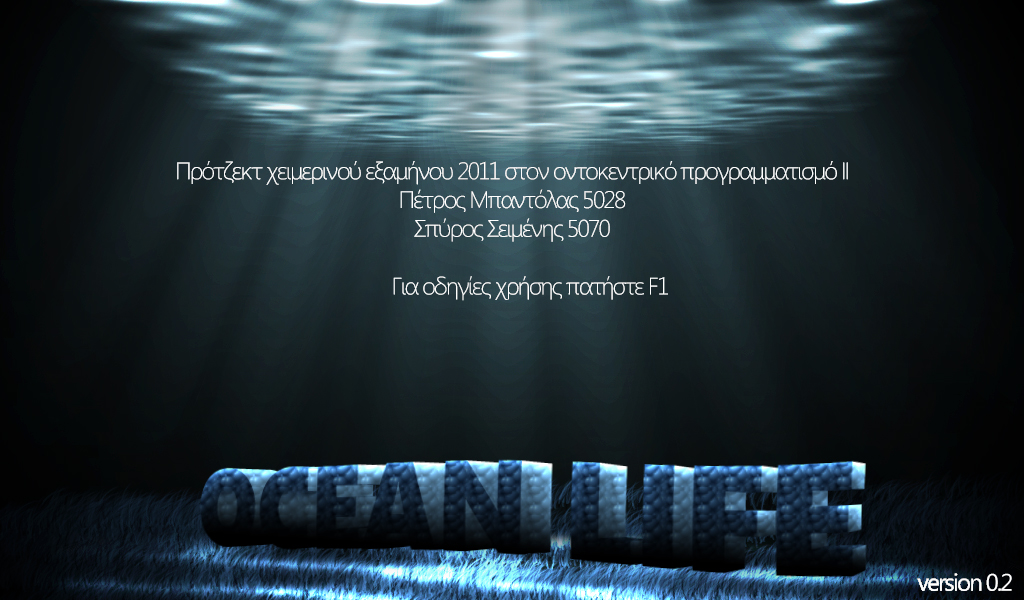 Πρότζεκτ χειμερινού εξαμήνου 2011 στον οντοκεντρικό προγραμματισμό ΙΙ
Πέτρος Μπαντόλας 5028
Σπύρος Σειμένης 5070
Για οδηγίες χρήσης πατήστε F1
OCEAN LIFE
version 0.2